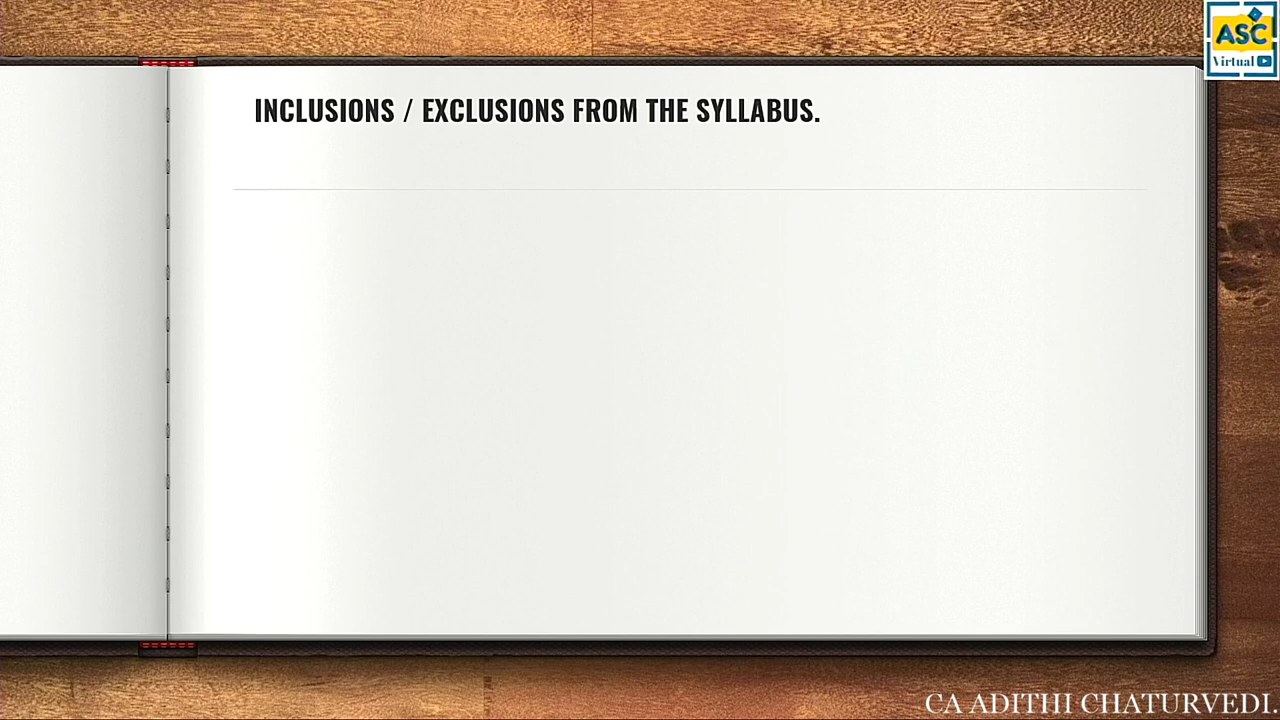 ASC
Virtual
INCLUSIONS / EXCLUSIONS FROM THE SYLLABUS.
CA ADITHI CHATURVEDI.